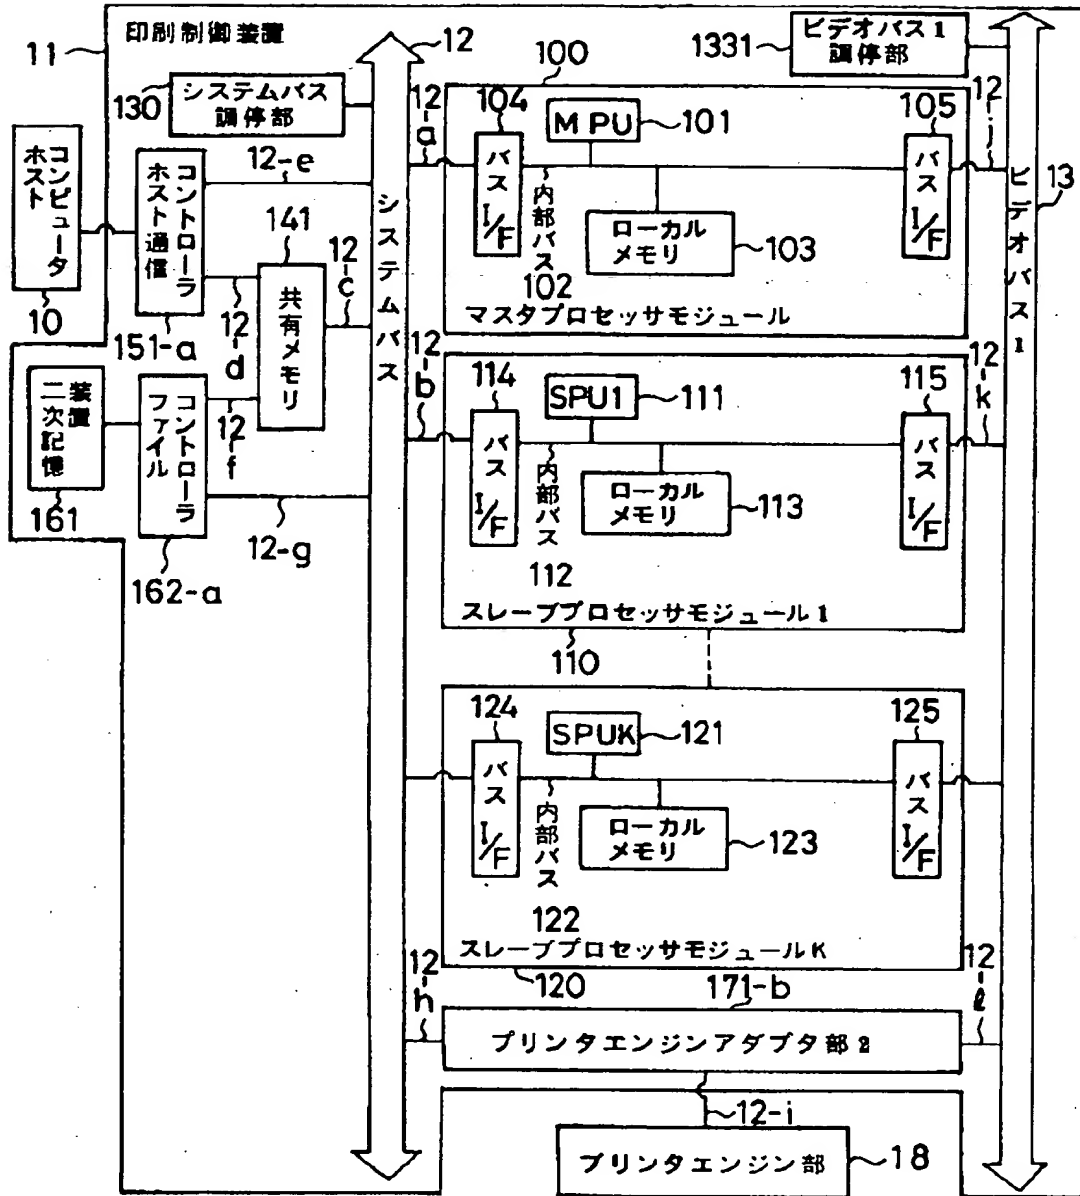 印刷制御装置
11
12
130
システムバス
調停部
1331
ビデオバス1
調停部
100
104
12-a
MPU
101
105
12-j
バス I/F
内部バス
102
ローカル
メモリ
103
バス I/F
マスタプロセッサモジュール
ビデオバス1
13
ホスト
コンピュータ
10
ホスト通信
コントローラ
151-a
12-e
12-d
141
共有メモリ
12-c
システムバス
二次記憶
装置
161
ファイル
コントローラ
162-a
12-f
12-g
12-b
114
SPU1
111
115
12-k
バス I/F
内部バス
112
ローカル
メモリ
113
バス I/F
スレーブプロセッサモジュール1
110
124
SPUK
121
125
バス I/F
内部バス
122
ローカル
メモリ
123
バス I/F
スレーブプロセッサモジュールK
120
171-b
12-h
プリンタエンジンアダプタ部2
12-l
12-i
プリンタエンジン部
18